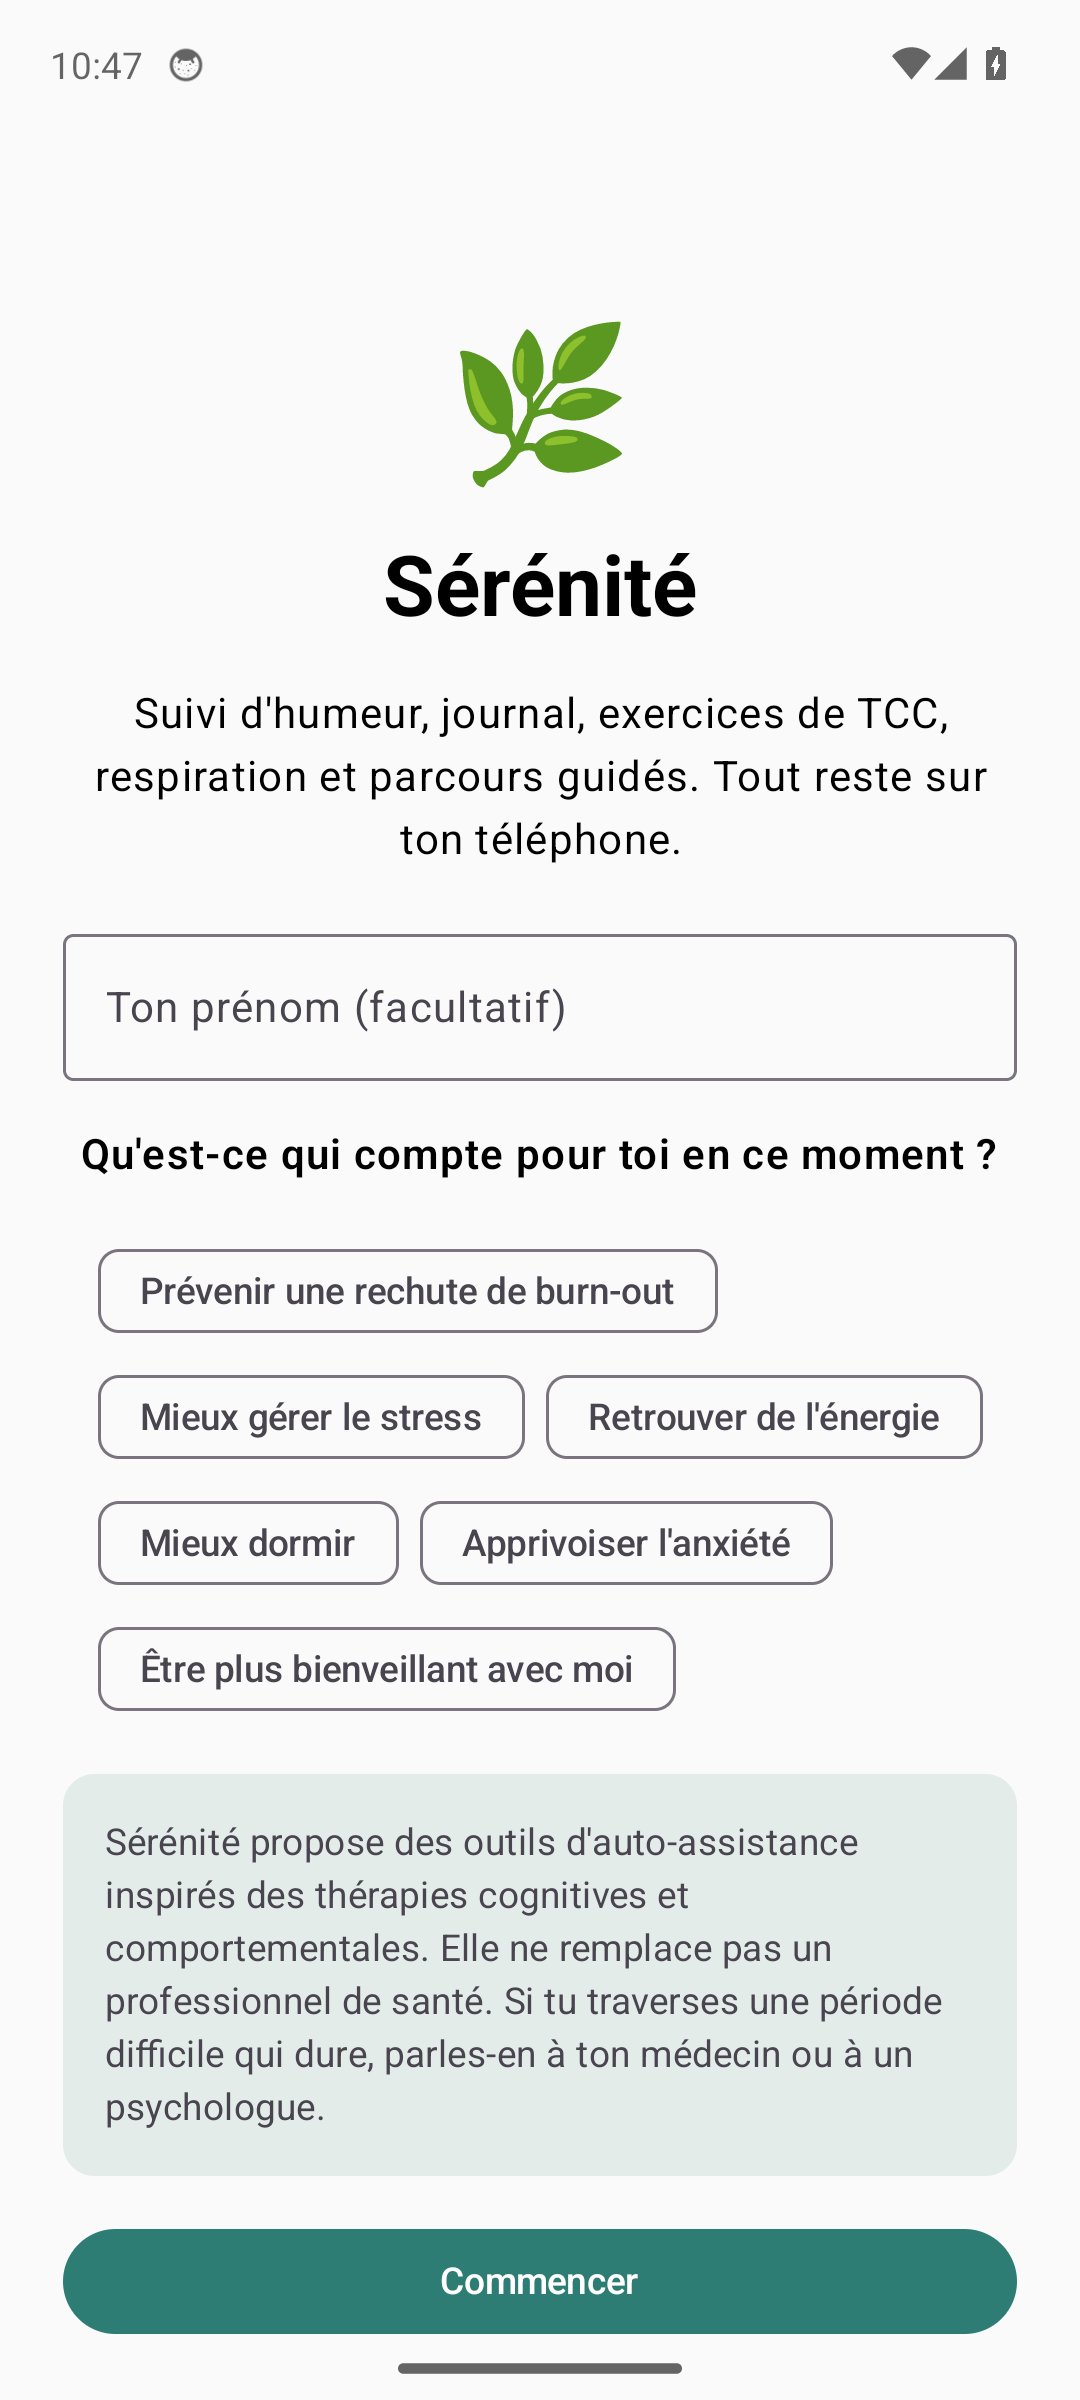 10:47
Sérénité
Suivi d'humeur, journal, exercices de TCC,
respiration et parcours guidés. Tout reste sur
ton téléphone.
Ton prénom (facultatif)
Qu'est-ce qui compte pour toi en ce moment ?
Prévenir une rechute de burn-out
Mieux gérer le stress
Retrouver de l'énergie
Mieux dormir
Apprivoiser l'anxiété
Être plus bienveillant avec moi
Sérénité propose des outils d'auto-assistance
inspirés des thérapies cognitives et
comportementales. Elle ne remplace pas un
professionnel de santé. Si tu traverses une période
difficile qui dure, parles-en à ton médecin ou à un
psychologue.
Commencer